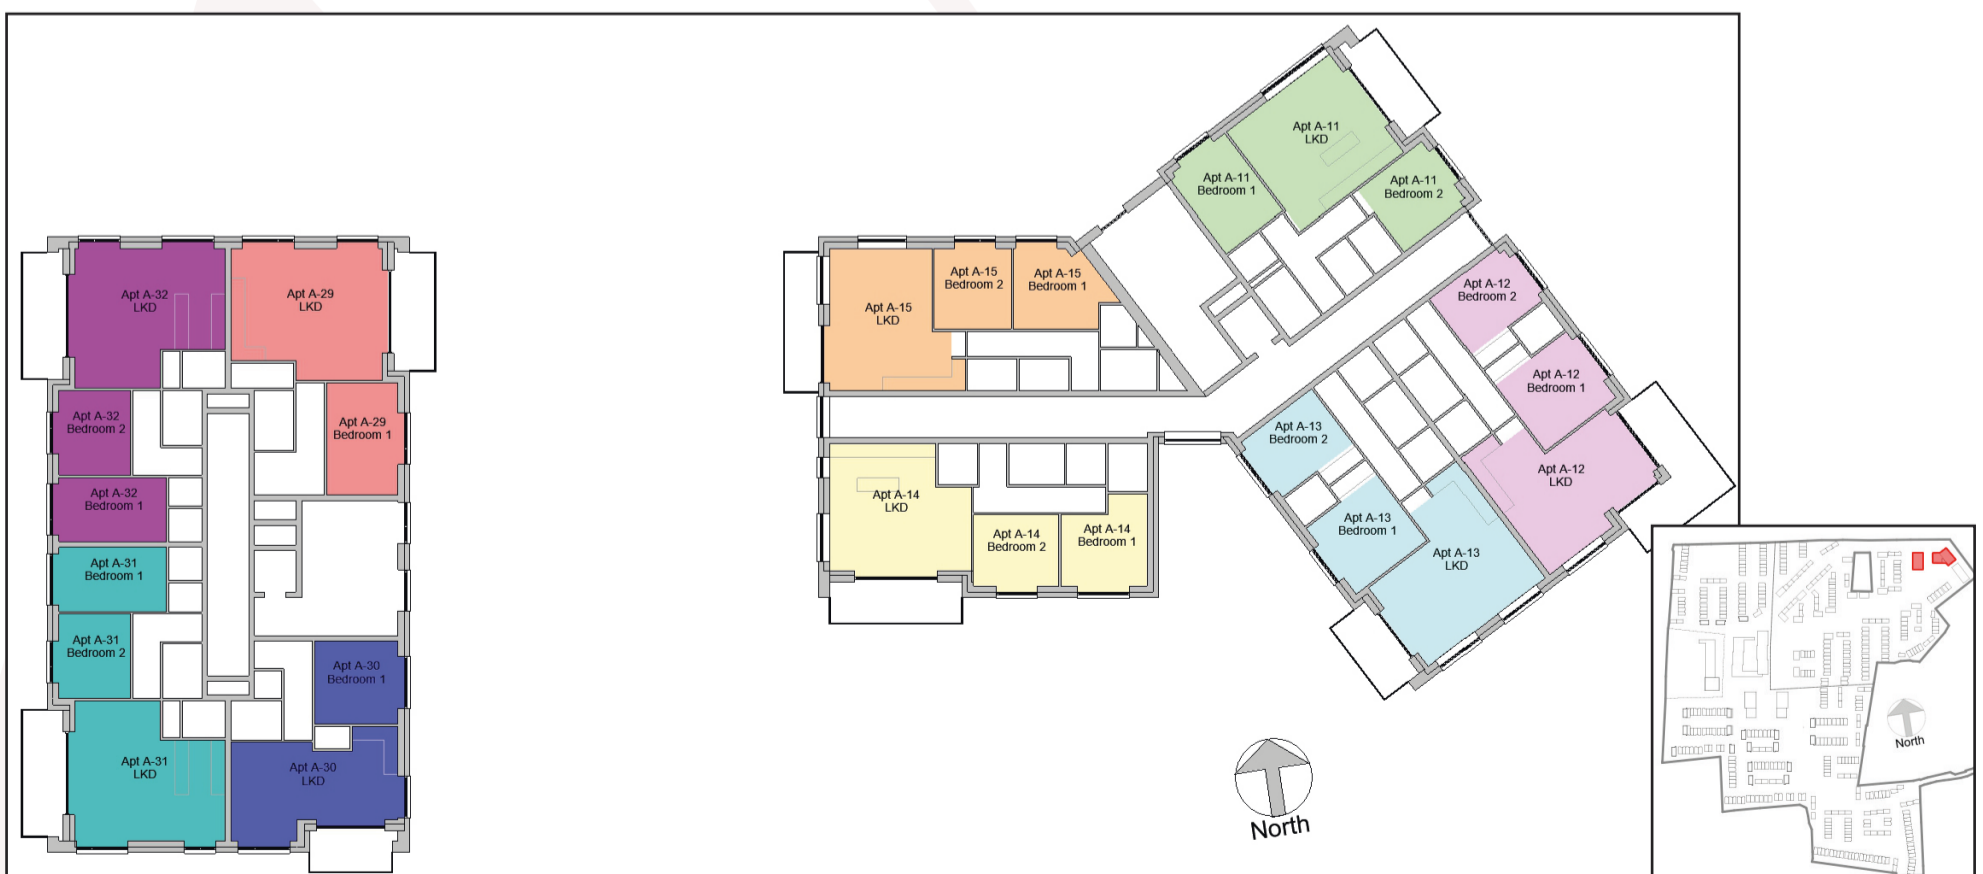 Apt A-32
LKD
Apt A-29
LKD
Apt A-32
Bedroom 2
Apt A-29
Bedroom 1
Apt A-32
Bedroom 1
Apt A-31
Bedroom 1
Apt A-31
Bedroom 2
Apt A-30
Bedroom 1
Apt A-31
LKD
Apt A-30
LKD
Apt A-15
LKD
Apt A-15
Bedroom 2
Apt A-15
Bedroom 1
Apt A-14
LKD
Apt A-14
Bedroom 2
Apt A-14
Bedroom 1
Apt A-11
LKD
Apt A-11
Bedroom 1
Apt A-11
Bedroom 2
Apt A-12
Bedroom 2
Apt A-12
Bedroom 1
Apt A-12
LKD
Apt A-13
Bedroom 2
Apt A-13
Bedroom 1
Apt A-13
LKD
North
North